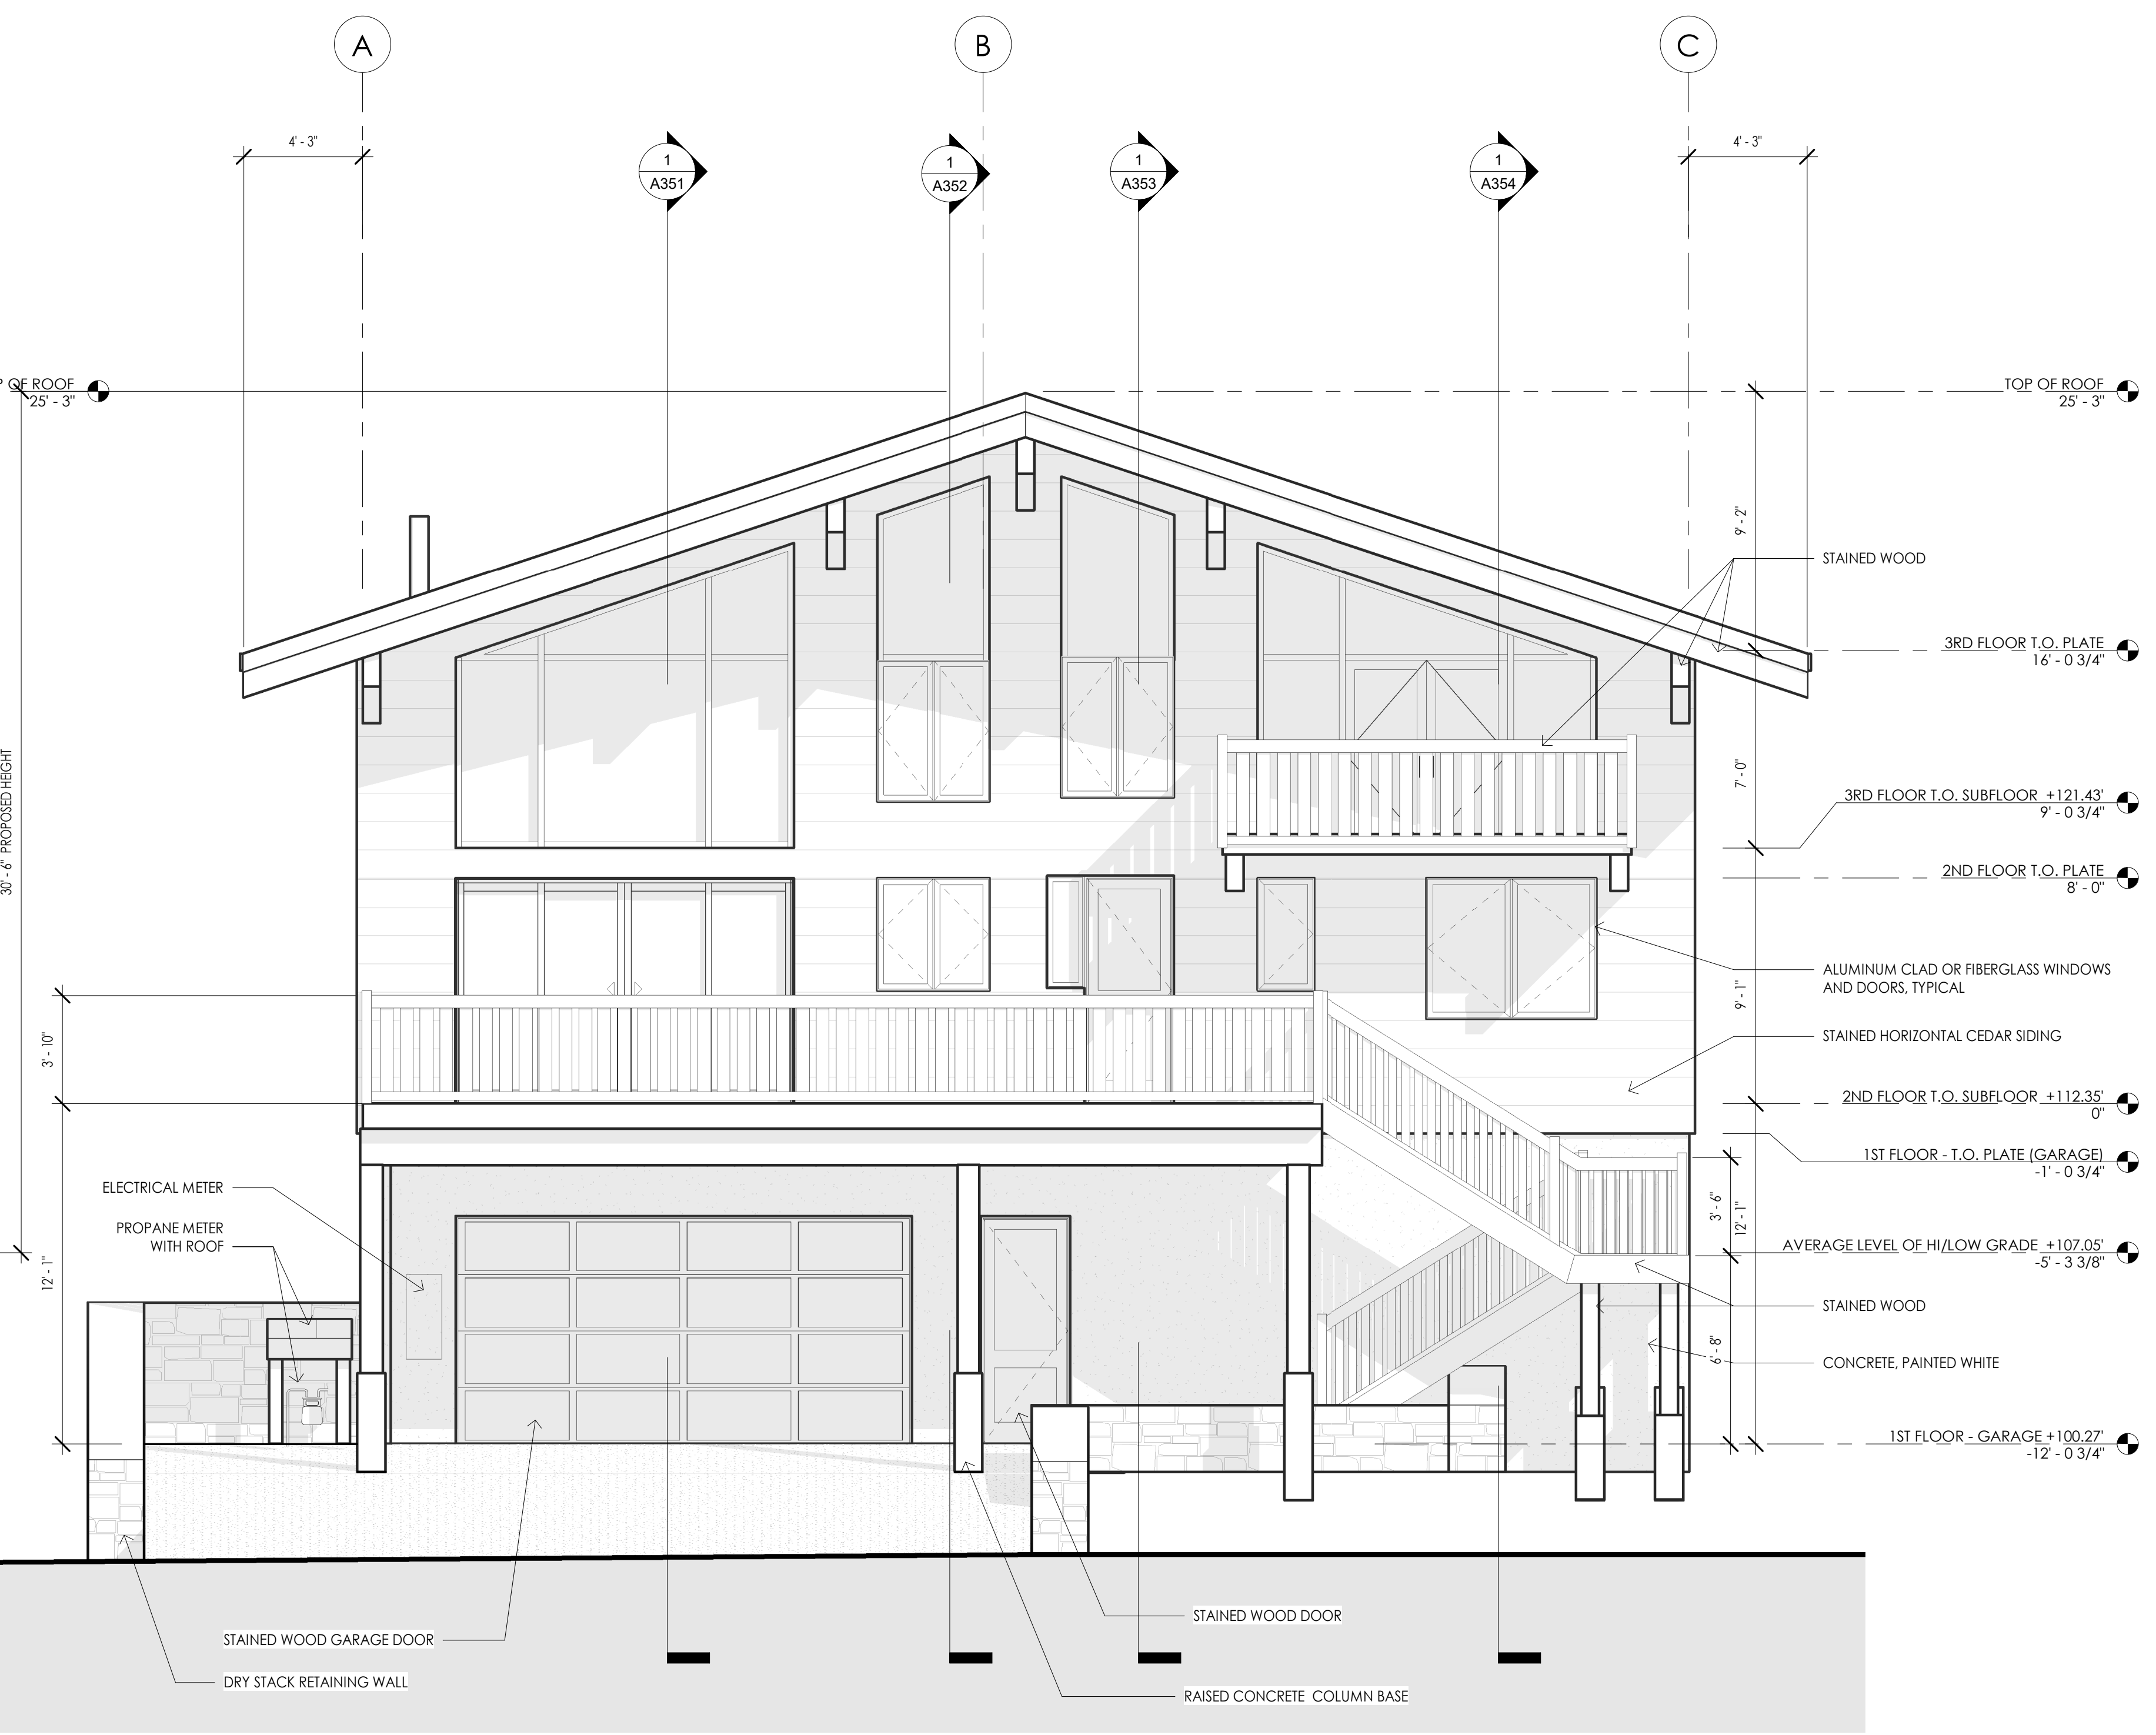 A
B
C
4' - 3"
4' - 3"
1
A351
1
A352
1
A353
1
A354
OF ROOF
25' - 3"
TOP OF ROOF
25' - 3"
9' - 2"
STAINED WOOD
3RD FLOOR T.O. PLATE
16' - 0 3/4"
30' - 6" PROPOSED HEIGHT
7' - 0"
3RD FLOOR T.O. SUBFLOOR +121.43'
9' - 0 3/4"
2ND FLOOR T.O. PLATE
8' - 0"
ALUMINUM CLAD OR FIBERGLASS WINDOWS
AND DOORS, TYPICAL
9' - 1"
STAINED HORIZONTAL CEDAR SIDING
3' - 10"
2ND FLOOR T.O. SUBFLOOR +112.35'
0"
1ST FLOOR - T.O. PLATE (GARAGE)
-1' - 0 3/4"
ELECTRICAL METER
3' - 6"
12' - 1"
PROPANE METER
WITH ROOF
AVERAGE LEVEL OF HI/LOW GRADE +107.05'
-5' - 3 3/8"
12' - 1"
STAINED WOOD
6' - 8"
CONCRETE, PAINTED WHITE
1ST FLOOR - GARAGE +100.27'
-12' - 0 3/4"
STAINED WOOD DOOR
STAINED WOOD GARAGE DOOR
DRY STACK RETAINING WALL
RAISED CONCRETE COLUMN BASE